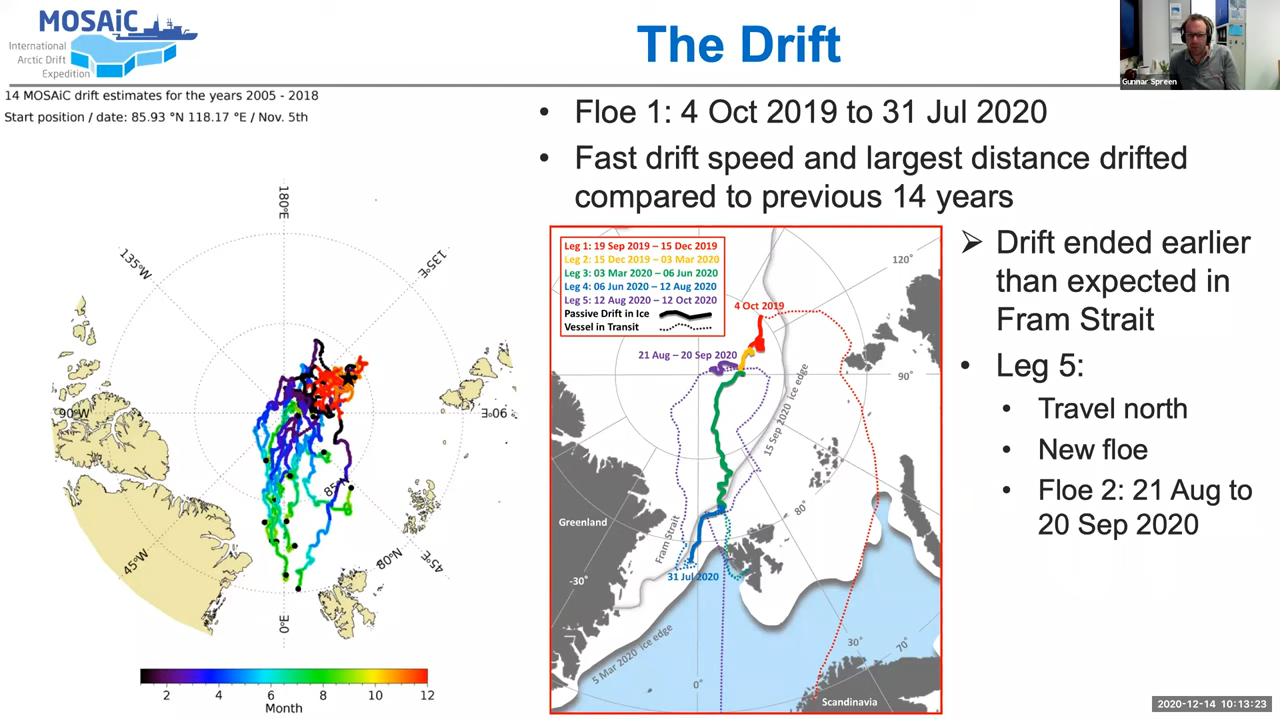 MOSAiC
International
Arctic Drift
Expedition
The Drift
Gunnar Spreen
14 MOSAiC drift estimates for the years 2005 - 2018
Start position / date: 85.93 °N 118.17 °E / Nov. 5th
180°E
135°W
135°E
90°W
90°E
85°N
80°N
45°W
45°E
0°E
2 4 6 8 10 12
Month
• Floe 1: 4 Oct 2019 to 31 Jul 2020
• Fast drift speed and largest distance drifted
compared to previous 14 years
Leg 1: 19 Sep 2019 – 15 Dec 2019
Leg 2: 15 Dec 2019 – 03 Mar 2020
Leg 3: 03 Mar 2020 – 06 Jun 2020
Leg 4: 06 Jun 2020 – 12 Aug 2020
Leg 5: 12 Aug 2020 – 12 Oct 2020
Passive Drift in Ice
Vessel in Transit
4 Oct 2019
120°
21 Aug – 20 Sep 2020
90°
15 Sep 2020 ice edge
80°
Greenland
Fram Strait
-30°
31 Jul 2020
5 Mar 2020 ice edge
0°
30°
70°
Scandinavia
➢ Drift ended earlier
than expected in
Fram Strait
• Leg 5:
• Travel north
• New floe
• Floe 2: 21 Aug to
20 Sep 2020
2020-12-14 10:13:23